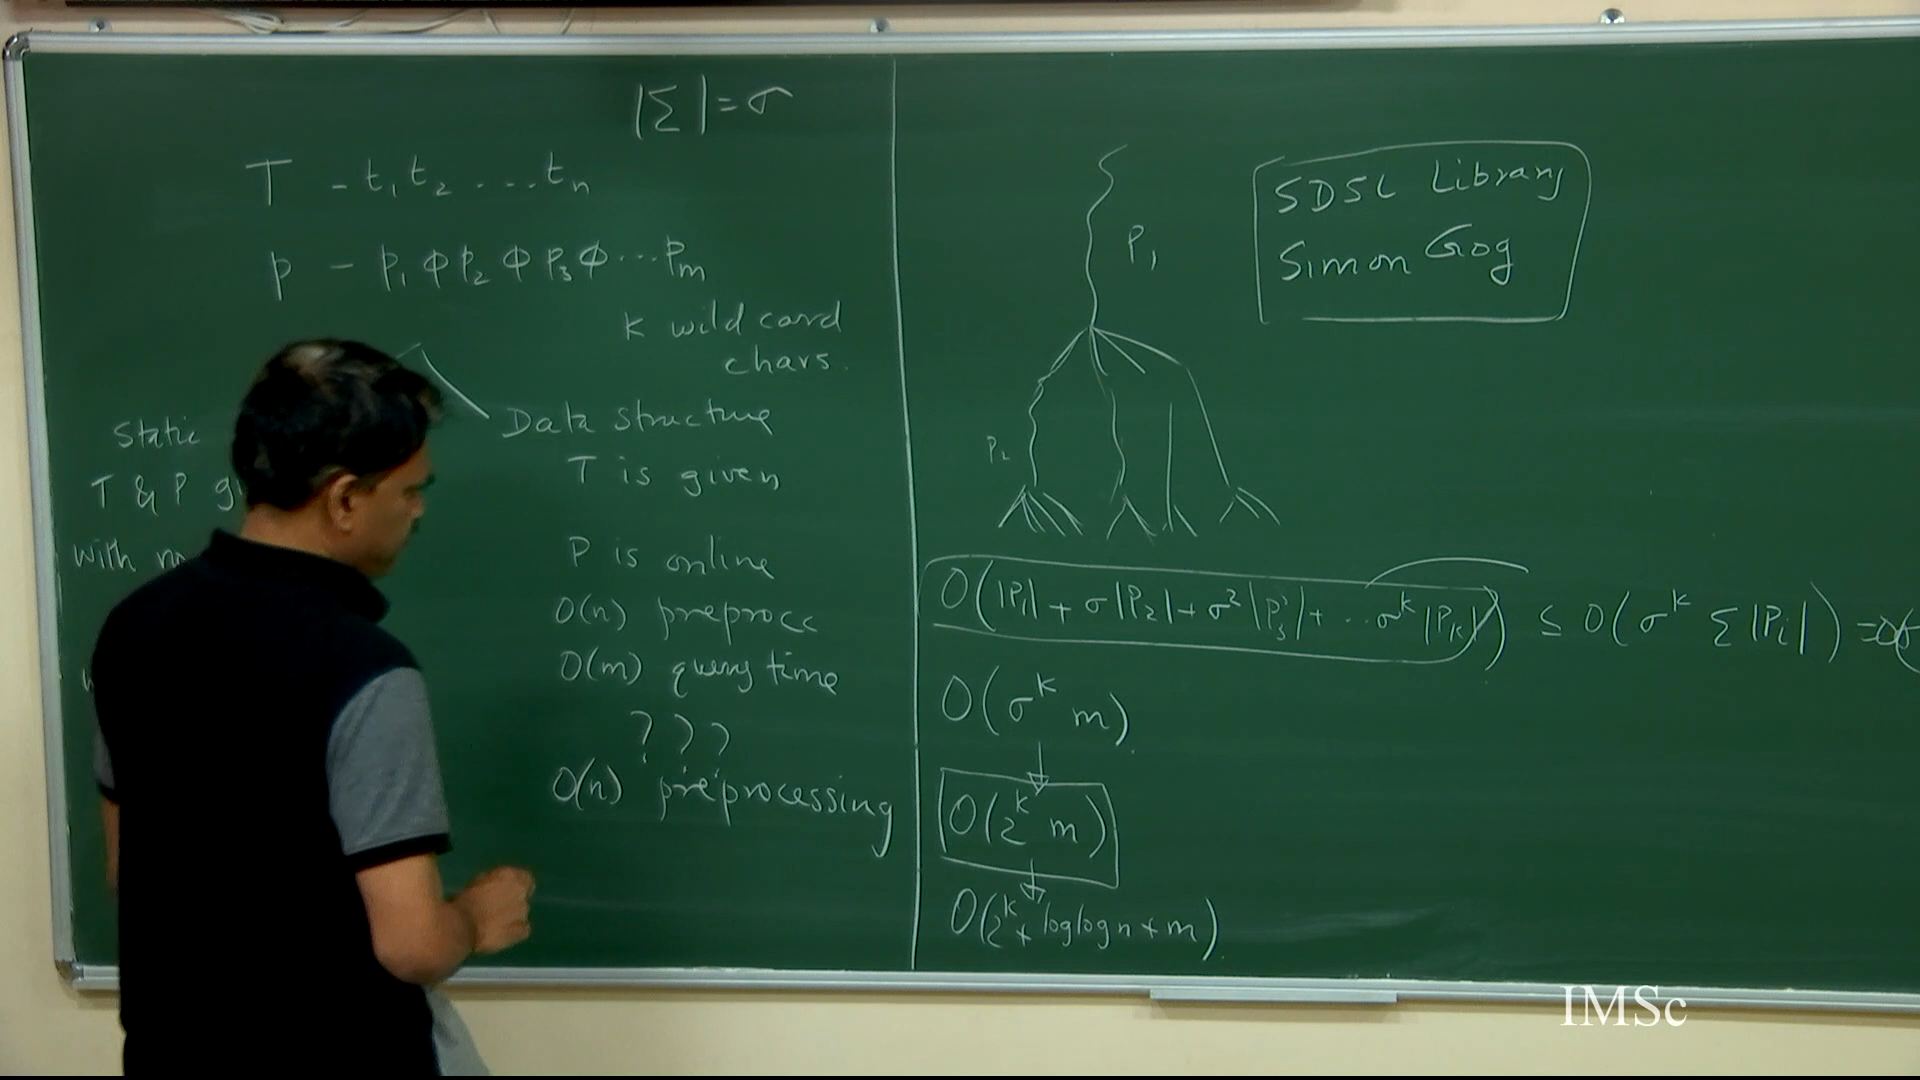 |Σ| = σ
T - t₁ t₂ .... tₙ
p - p₁ φ p₂ φ p₃ φ ... pₘ
k wild card
chars.
Static
T & P
with
Data structure
T is given
P is online
O(n) preprocc
O(m) query time
? ? ?
O(n) preprocessing
P₁
P₂
SDSL Library
Simon Gog
O(|P₁| + σ|P₂| + σ²|P₃| + ... σᵏ|Pₖ|) ≤ O(σᵏ Σ|Pᵢ|) =
O(σᵏ m)
O(2ᵏ m)
O(2ᵏ * loglog n + m)
IMSc